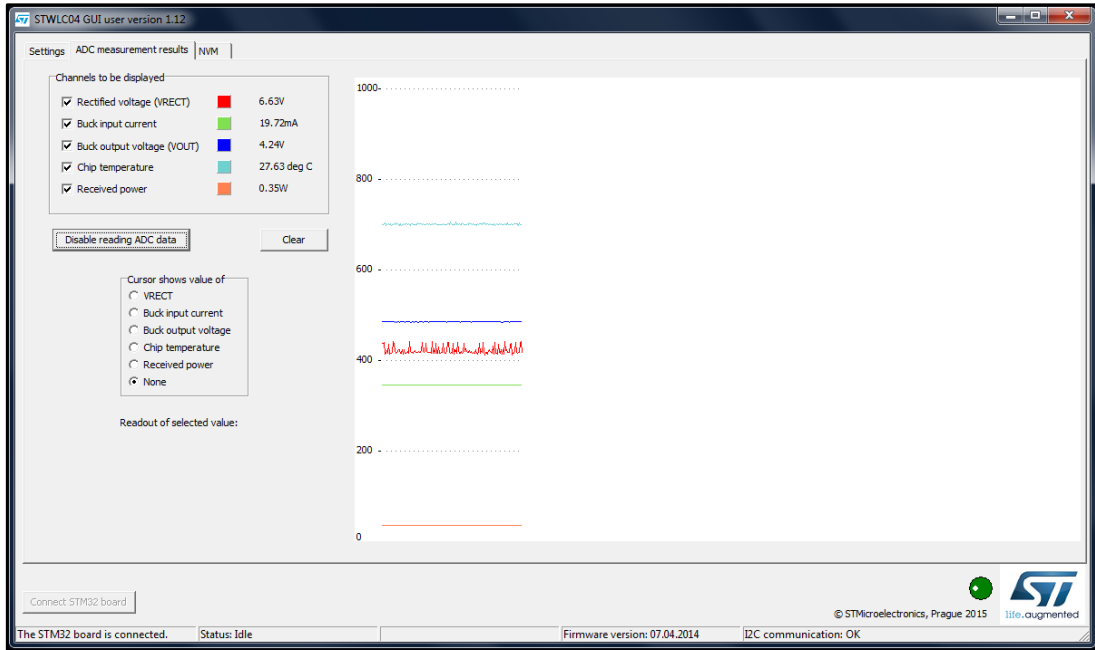 STWLC04 GUI user version 1.12
Settings ADC measurement results NVM
Channels to be displayed
Rectified voltage (VRECT) 6.63V
Buck input current 19.72mA
Buck output voltage (VOUT) 4.24V
Chip temperature 27.63 deg C
Received power 0.35W
Disable reading ADC data Clear
Cursor shows value of
VRECT
Buck input current
Buck output voltage
Chip temperature
Received power
None
Readout of selected value:
1000
800
600
400
200
0
Connect STM32 board
© STMicroelectronics, Prague 2015
ST
life.augmented
The STM32 board is connected. Status: Idle Firmware version: 07.04.2014 I2C communication: OK